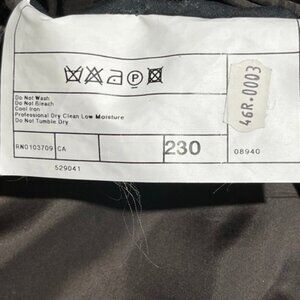 Do Not Wash
Do Not Bleach
Cool Iron
Professional Dry Clean Low Moisture
Do Not Tumble Dry
RN0103709 CA 230 08940
529041
46R.0003